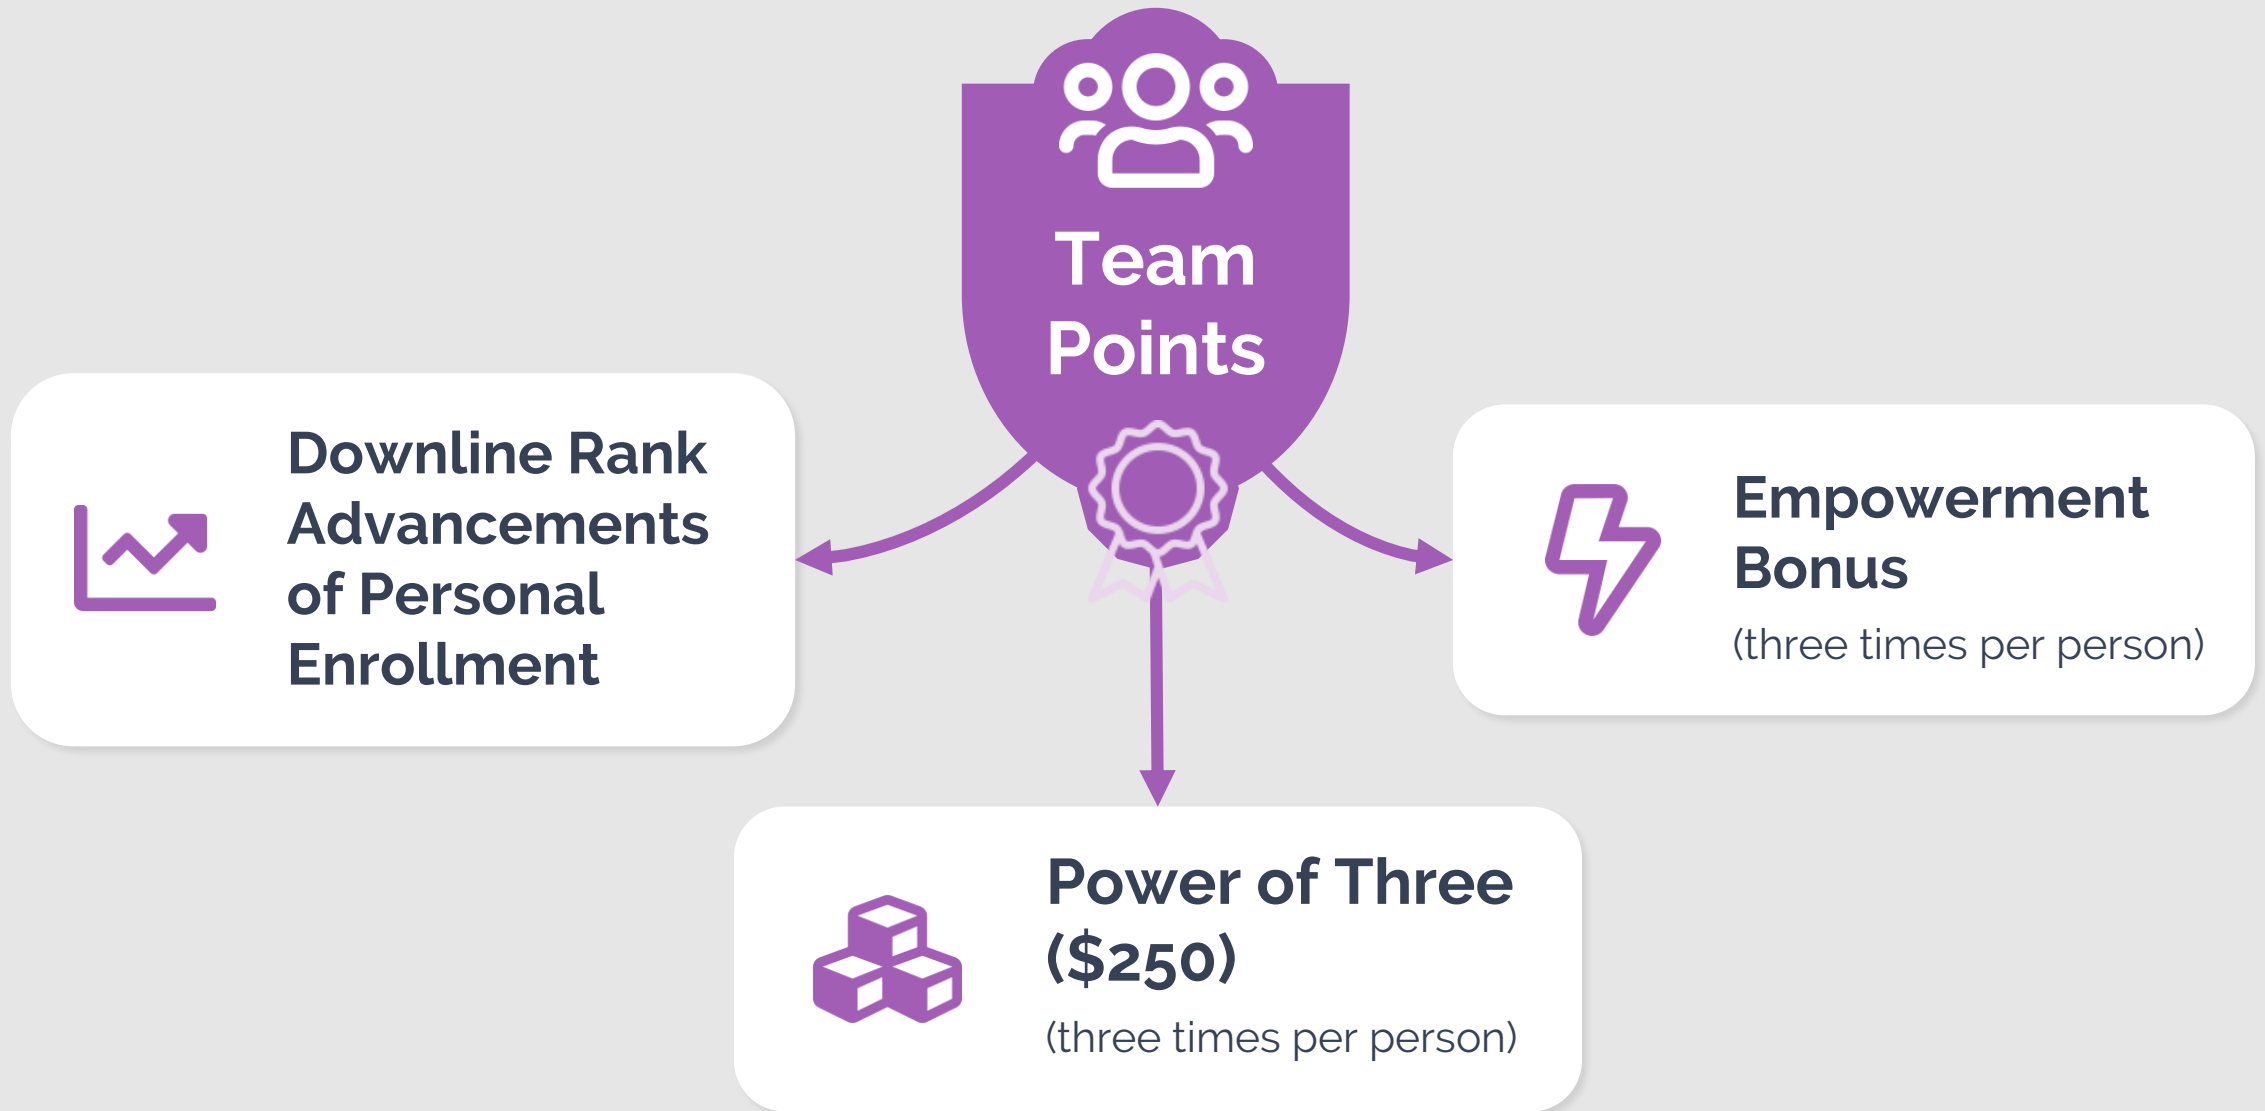 Team
Points
Downline Rank
Advancements
of Personal
Enrollment
Empowerment
Bonus
(three times per person)
Power of Three
($250)
(three times per person)